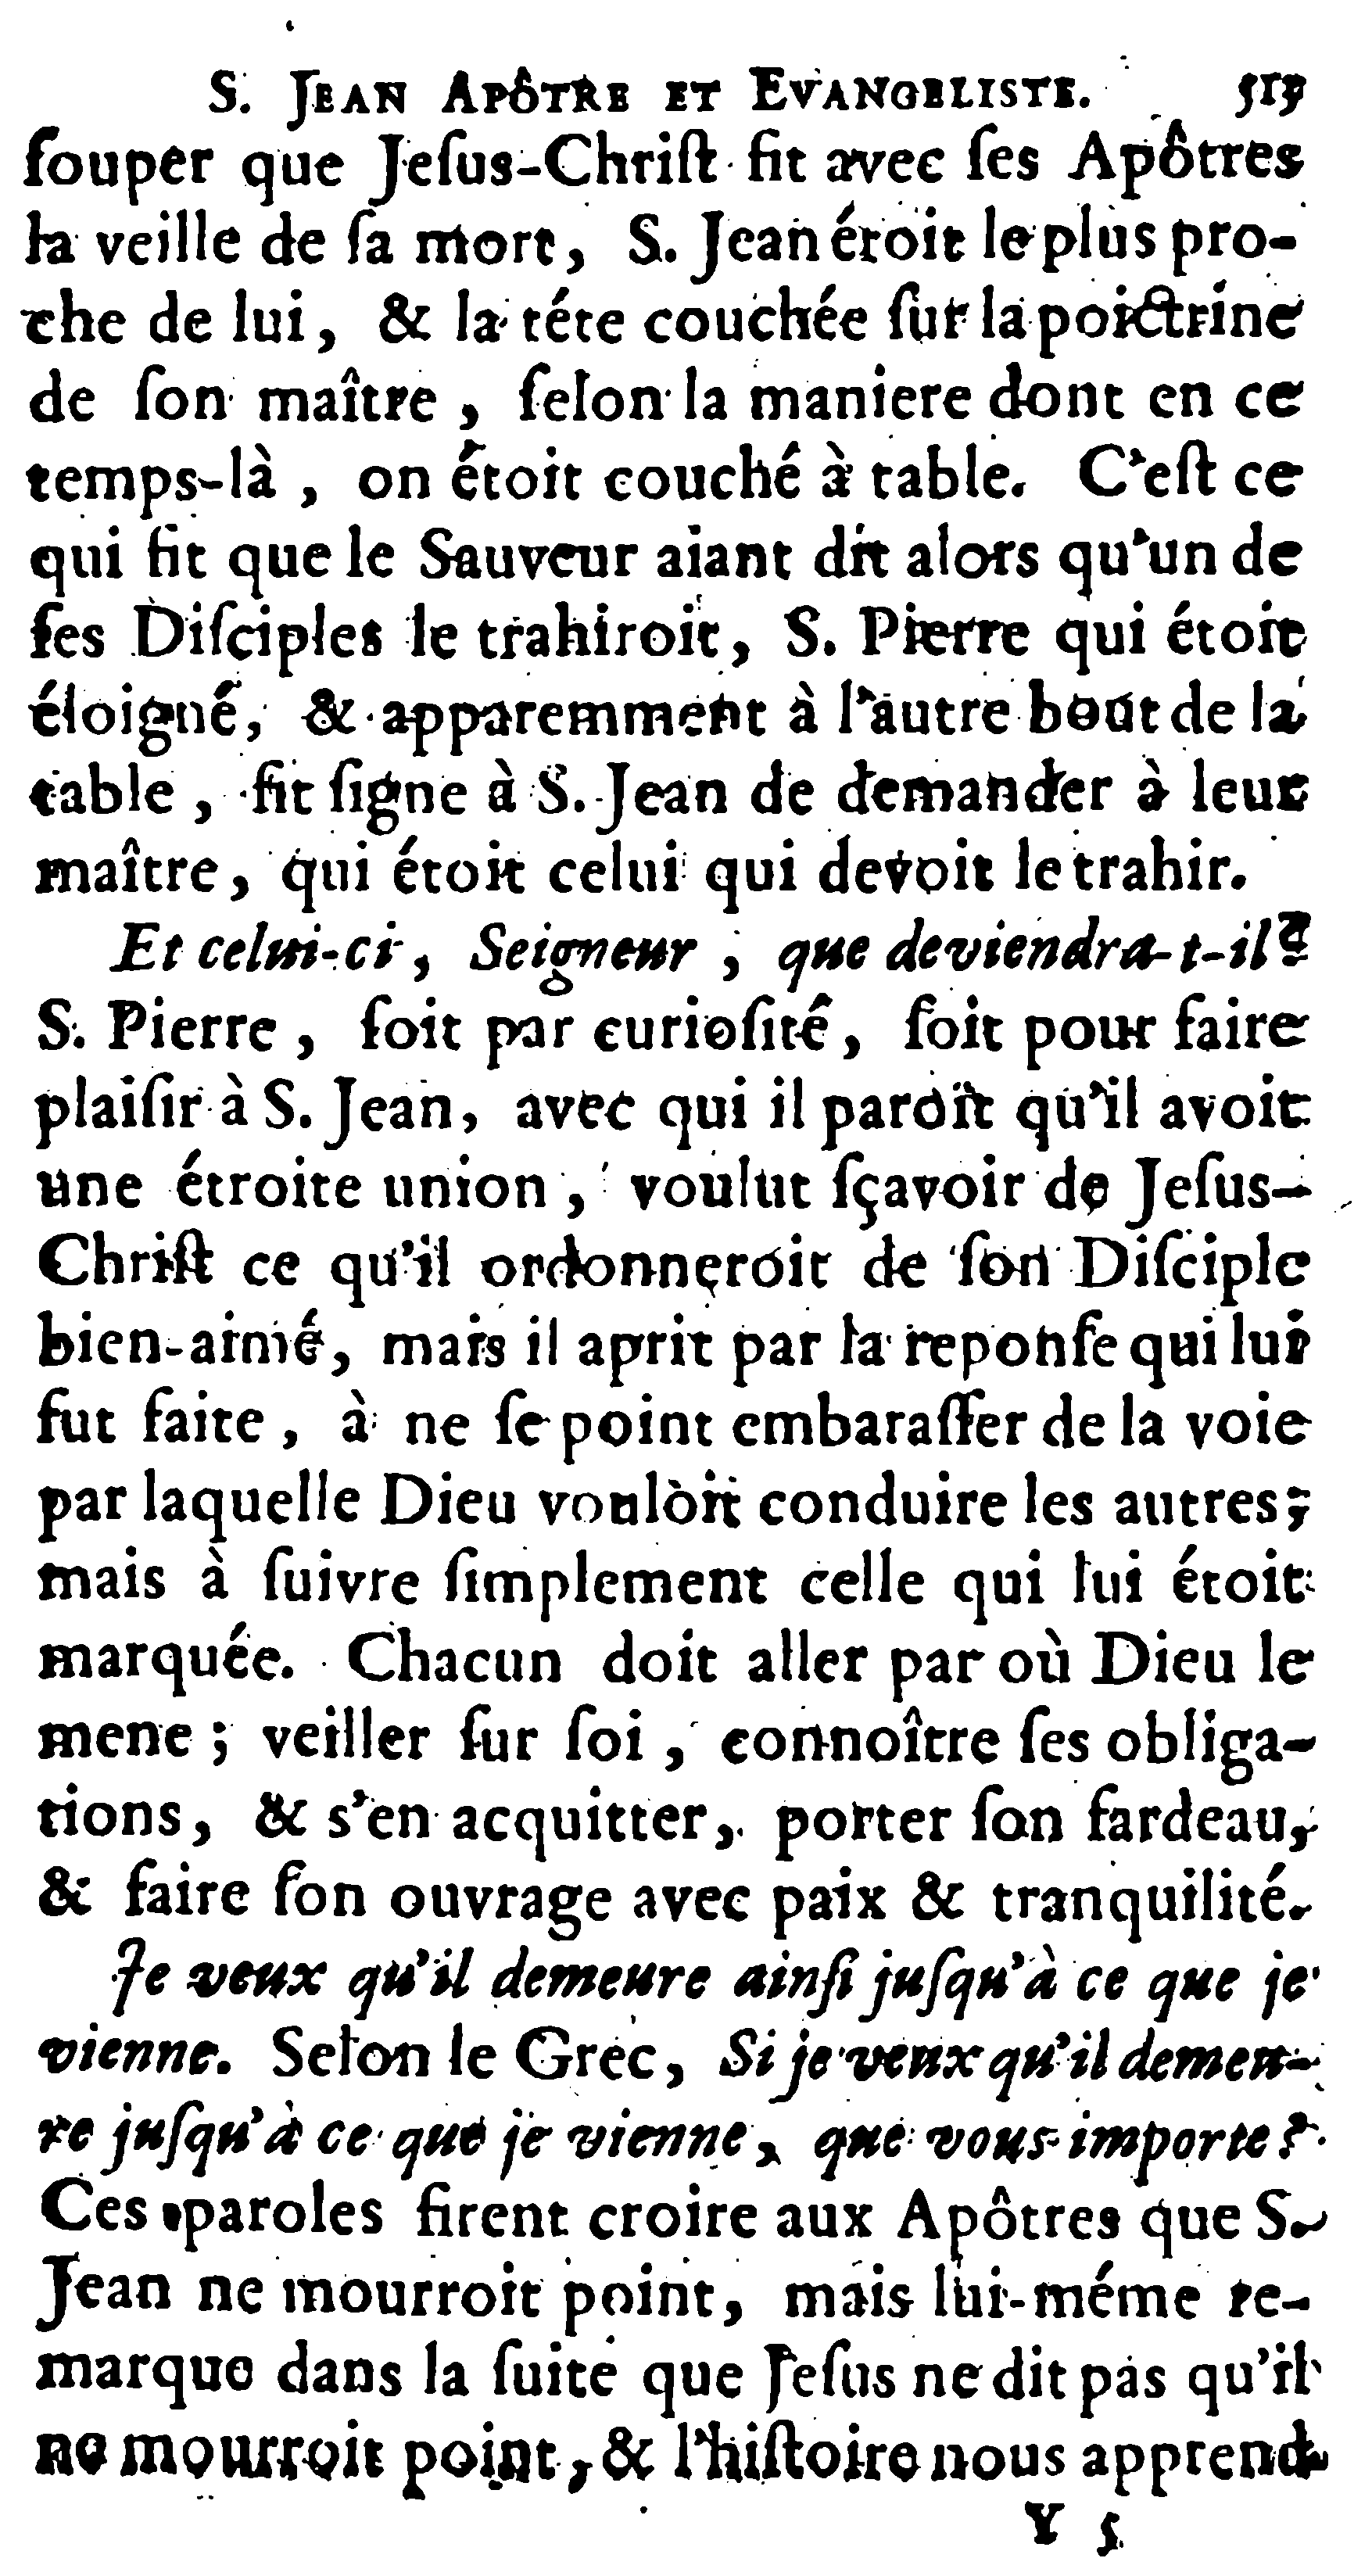 S. JEAN APÔTRE ET EVANGELISTE. 513
ſouper que Jeſus-Chriſt fit avec ſes Apôtres
la veille de ſa mort, S. Jean étoit le plus pro-
che de lui, & la téte couchée ſur la poictrine
de ſon maître, ſelon la maniere dont en ce
temps-là, on étoit couché à table. C'eſt ce
qui fit que le Sauveur aiant dit alors qu'un de
ſes Diſciples le trahiroit, S. Pierre qui étoit
éloigné, & apparemment à l'autre bout de la
table, fit ſigne à S. Jean de demander à leur
maître, qui étoit celui qui devoit le trahir.
Et celui-ci, Seigneur, que deviendra-t-il?
S. Pierre, ſoit par curioſité, ſoit pour faire
plaiſir à S. Jean, avec qui il paroît qu'il avoit
une étroite union, voulut ſçavoir de Jeſus-
Chriſt ce qu'il ordonneroit de ſon Diſciple
bien-aimé, mais il aprit par la reponſe qui lui
fut faite, à ne ſe point embaraſſer de la voie
par laquelle Dieu vouloit conduire les autres;
mais à ſuivre ſimplement celle qui lui étoit
marquée. Chacun doit aller par où Dieu le
mene; veiller ſur ſoi, connoître ſes obliga-
tions, & s'en acquitter, porter ſon fardeau,
& faire ſon ouvrage avec paix & tranquilité.
Je veux qu'il demeure ainſi juſqu'à ce que je
vienne. Selon le Grec, Si je veux qu'il demeu-
re juſqu'à ce que je vienne, que vous importe?
Ces paroles firent croire aux Apôtres que S.
Jean ne mourroit point, mais lui-méme re-
marque dans la ſuite que Jeſus ne dit pas qu'il
ne mourroit point, & l'hiſtoire nous apprend
Y 5